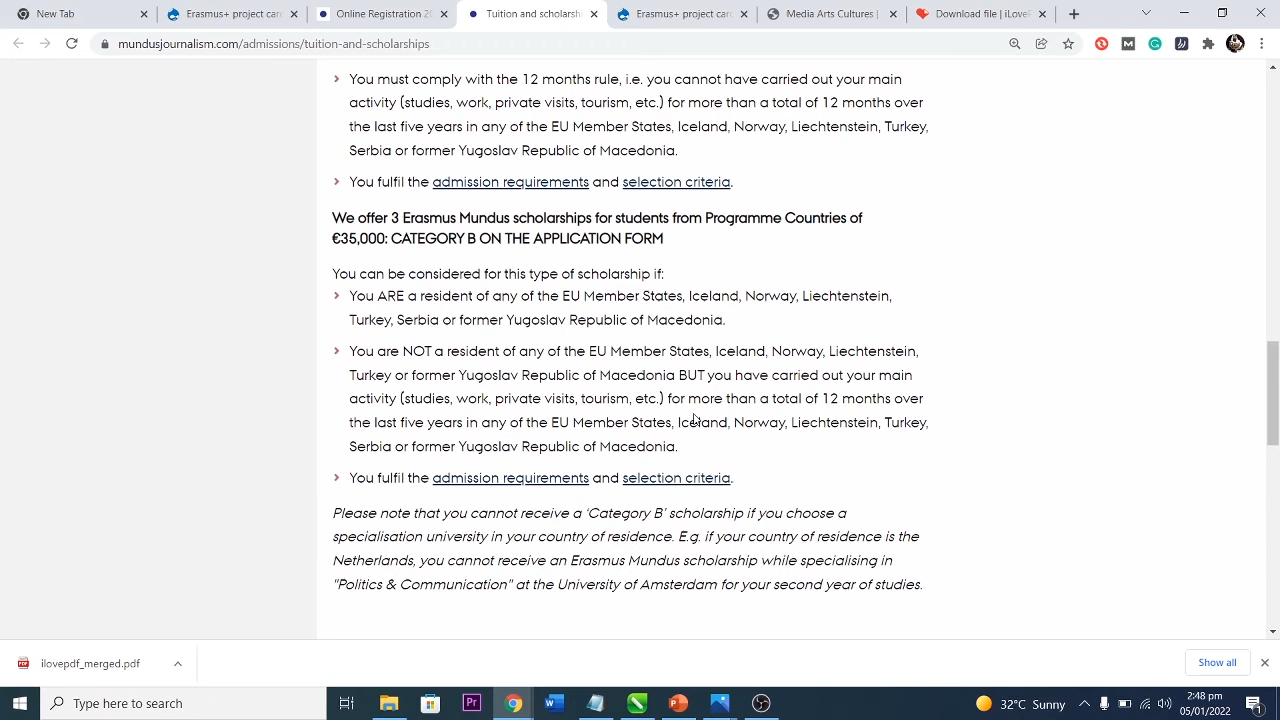 New Tab
Erasmus+ project car
Online Registration 20
Tuition and scholarsh
Erasmus+ project card
Media Arts Cultures
Download file | iLoveP
mundusjournalism.com/admissions/tuition-and-scholarships
You must comply with the 12 months rule, i.e. you cannot have carried out your main
activity (studies, work, private visits, tourism, etc.) for more than a total of 12 months over
the last five years in any of the EU Member States, Iceland, Norway, Liechtenstein, Turkey,
Serbia or former Yugoslav Republic of Macedonia.
You fulfil the admission requirements and selection criteria.
We offer 3 Erasmus Mundus scholarships for students from Programme Countries of
€35,000: CATEGORY B ON THE APPLICATION FORM
You can be considered for this type of scholarship if:
You ARE a resident of any of the EU Member States, Iceland, Norway, Liechtenstein,
Turkey, Serbia or former Yugoslav Republic of Macedonia.
You are NOT a resident of any of the EU Member States, Iceland, Norway, Liechtenstein,
Turkey or former Yugoslav Republic of Macedonia BUT you have carried out your main
activity (studies, work, private visits, tourism, etc.) for more than a total of 12 months over
the last five years in any of the EU Member States, Iceland, Norway, Liechtenstein, Turkey,
Serbia or former Yugoslav Republic of Macedonia.
You fulfil the admission requirements and selection criteria.
Please note that you cannot receive a ‘Category B’ scholarship if you choose a
specialisation university in your country of residence. E.g. if your country of residence is the
Netherlands, you cannot receive an Erasmus Mundus scholarship while specialising in
"Politics & Communication" at the University of Amsterdam for your second year of studies.
ilovepdf_merged.pdf
Show all
Type here to search
32°C Sunny
2:48 pm
05/01/2022